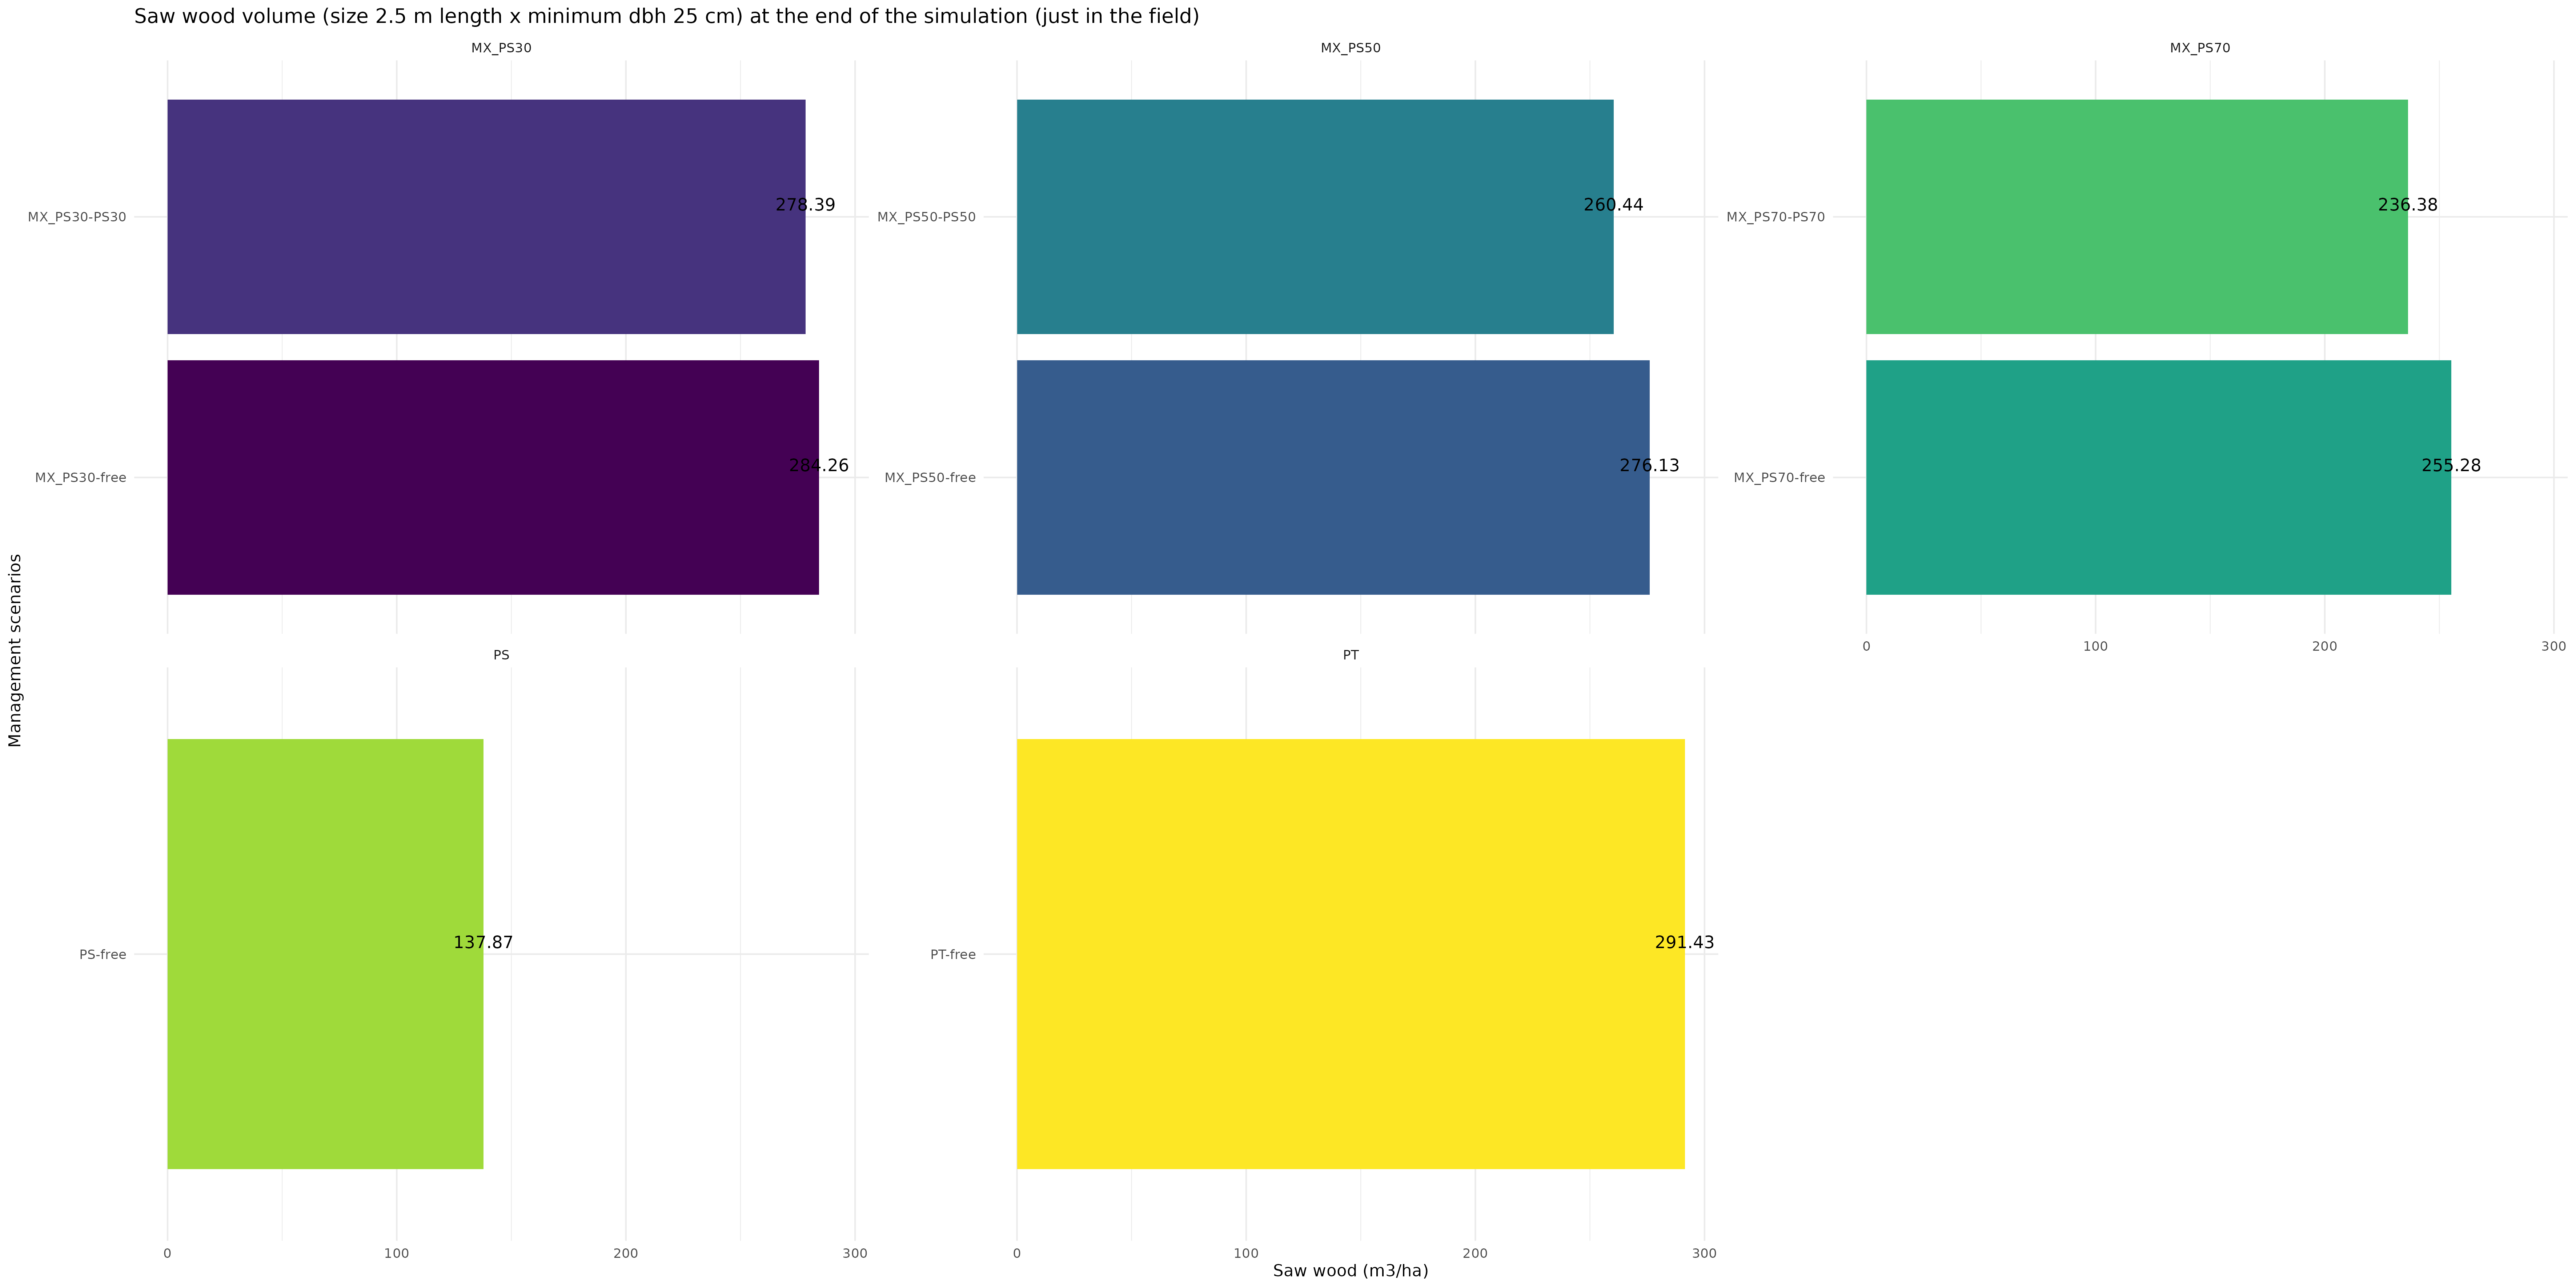 Saw wood volume (size 2.5 m length x minimum dbh 25 cm) at the end of the simulation (just in the field)
MX_PS30
MX_PS50
MX_PS70
MX_PS30-PS30
278.39
MX_PS50-PS50
260.44
MX_PS70-PS70
236.38
MX_PS30-free
284.26
MX_PS50-free
276.13
MX_PS70-free
255.28
0
100
200
300
Management scenarios
PS
PT
PS-free
137.87
PT-free
291.43
0
100
200
300
0
100
200
300
Saw wood (m3/ha)